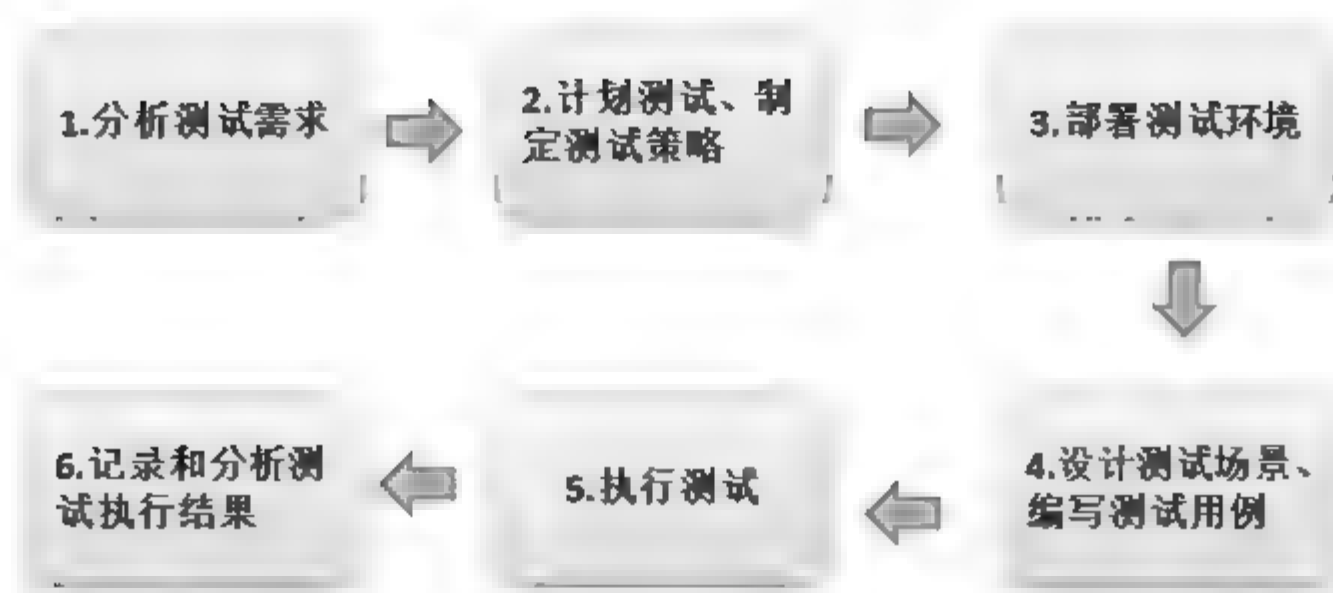 1.分析测试需求
2.计划测试、制
定测试策略
3.部署测试环境
4.设计测试场景、
编写测试用例
5.执行测试
6.记录和分析测
试执行结果